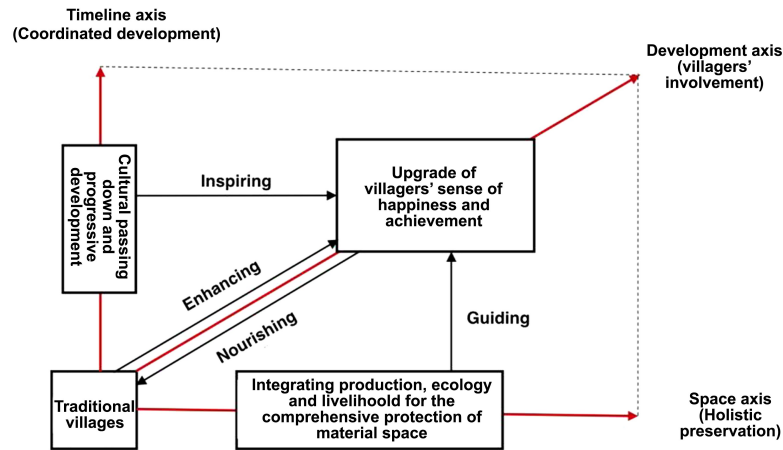 Timeline axis
(Coordinated development)
Development axis
(villagers'
involvement)
Cultural passing
down and
progressive
development
Inspiring
Upgrade of
villagers' sense of
happiness and
achievement
Enhancing
Nourishing
Guiding
Traditional
villages
Integrating production, ecology
and livelihoold for the
comprehensive protection of
material space
Space axis
(Holistic
preservation)